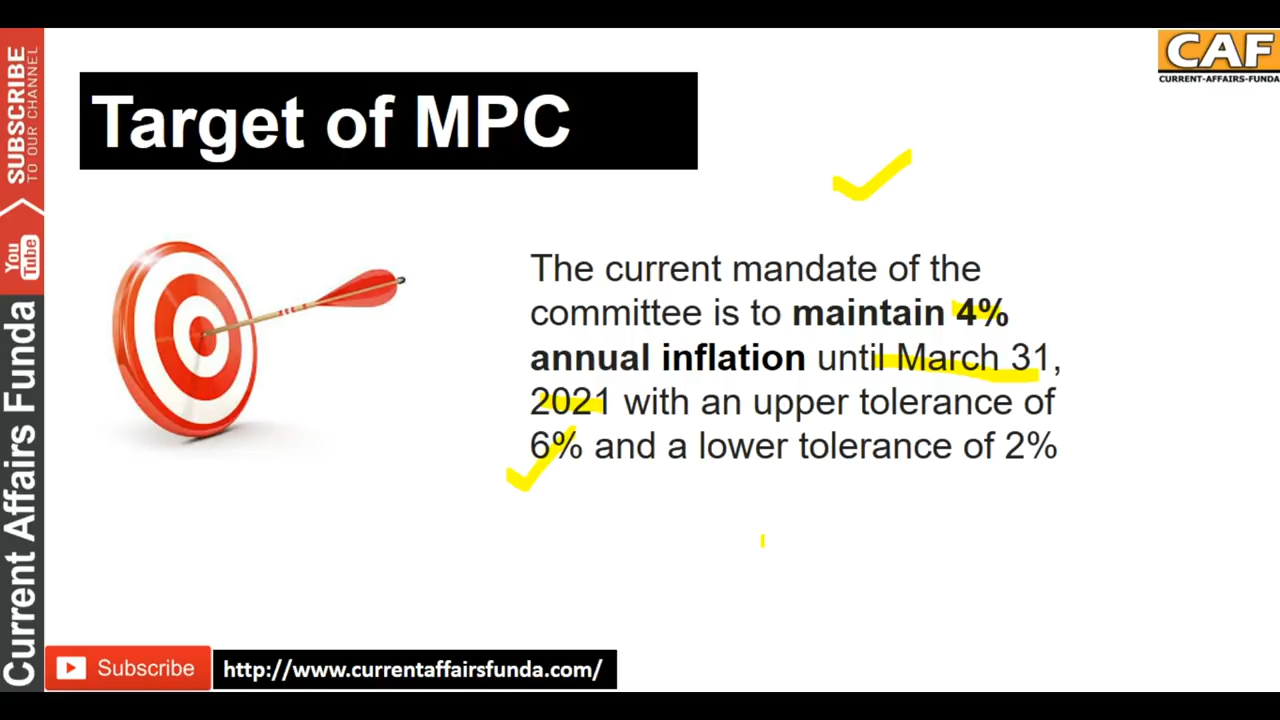 SUBSCRIBE
TO OUR CHANNEL
You
Tube
Current Affairs Funda
CAF
CURRENT-AFFAIRS-FUNDA
Target of MPC
The current mandate of the
committee is to maintain 4%
annual inflation until March 31,
2021 with an upper tolerance of
6% and a lower tolerance of 2%
Subscribe
http://www.currentaffairsfunda.com/